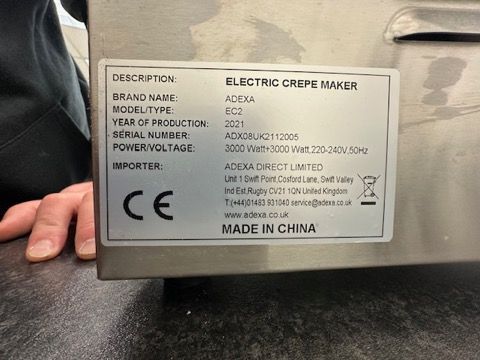 DESCRIPTION: ELECTRIC CREPE MAKER
BRAND NAME: ADEXA
MODEL/TYPE: EC2
YEAR OF PRODUCTION: 2021
SERIAL NUMBER: ADX08UK2112005
POWER/VOLTAGE: 3000 Watt+3000 Watt,220-240V,50Hz
IMPORTER: ADEXA DIRECT LIMITED
Unit 1 Swift Point,Cosford Lane, Swift Valley
Ind Est,Rugby CV21 1QN United Kingdom
T.(+44)01483 931040 service@adexa.co.uk
www.adexa.co.uk
CE
MADE IN CHINA